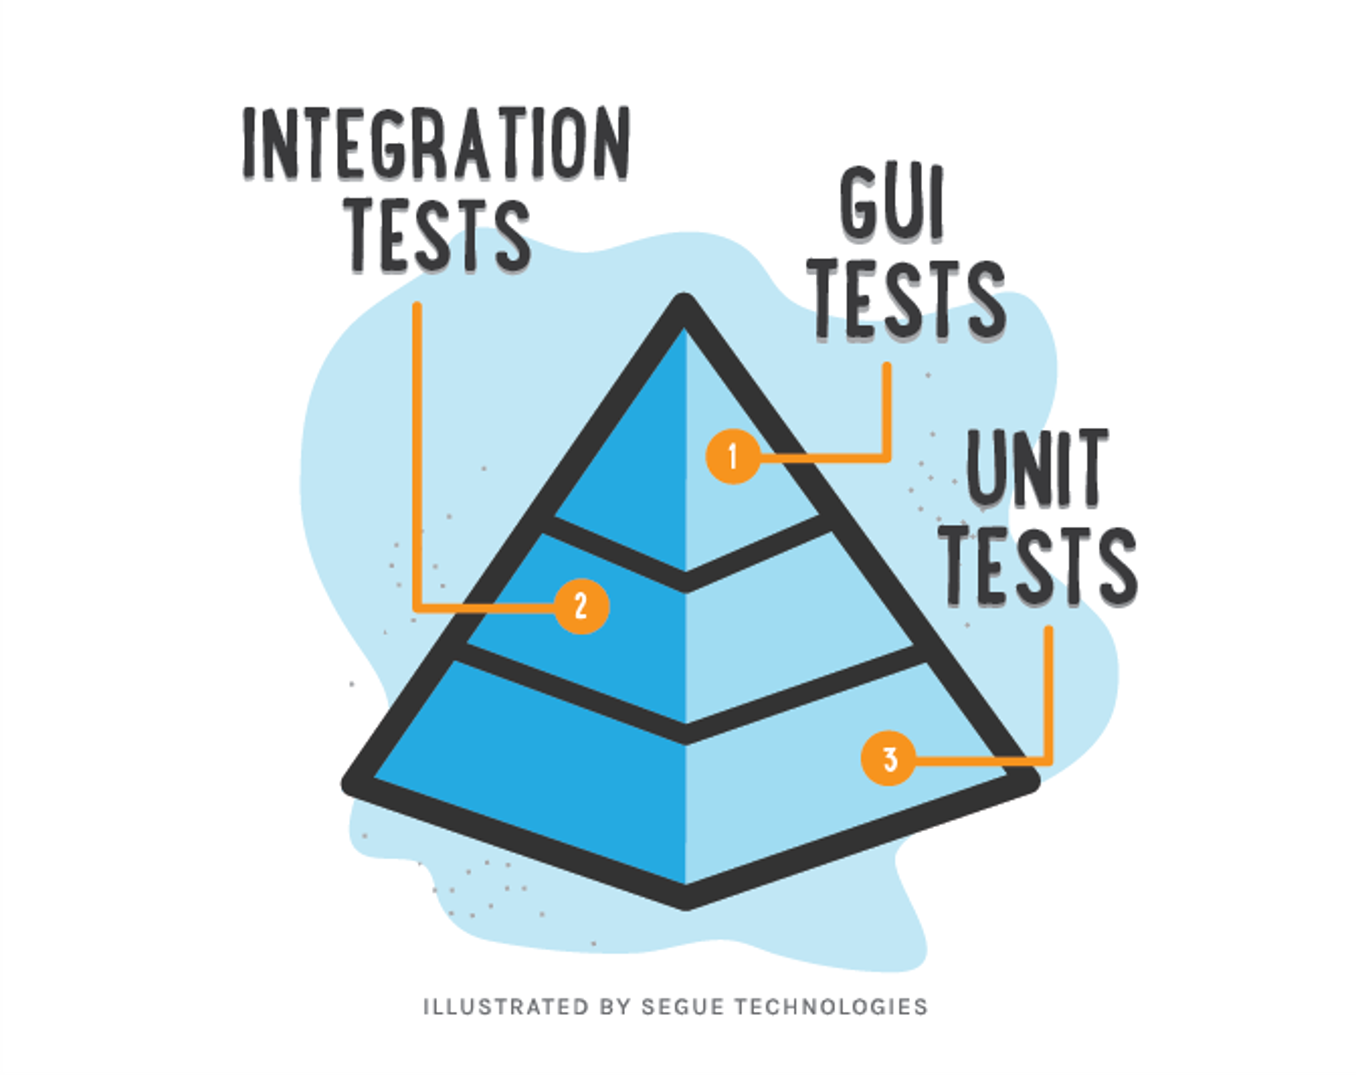 INTEGRATION
TESTS
GUI
TESTS
1
UNIT
TESTS
2
3
ILLUSTRATED BY SEGUE TECHNOLOGIES